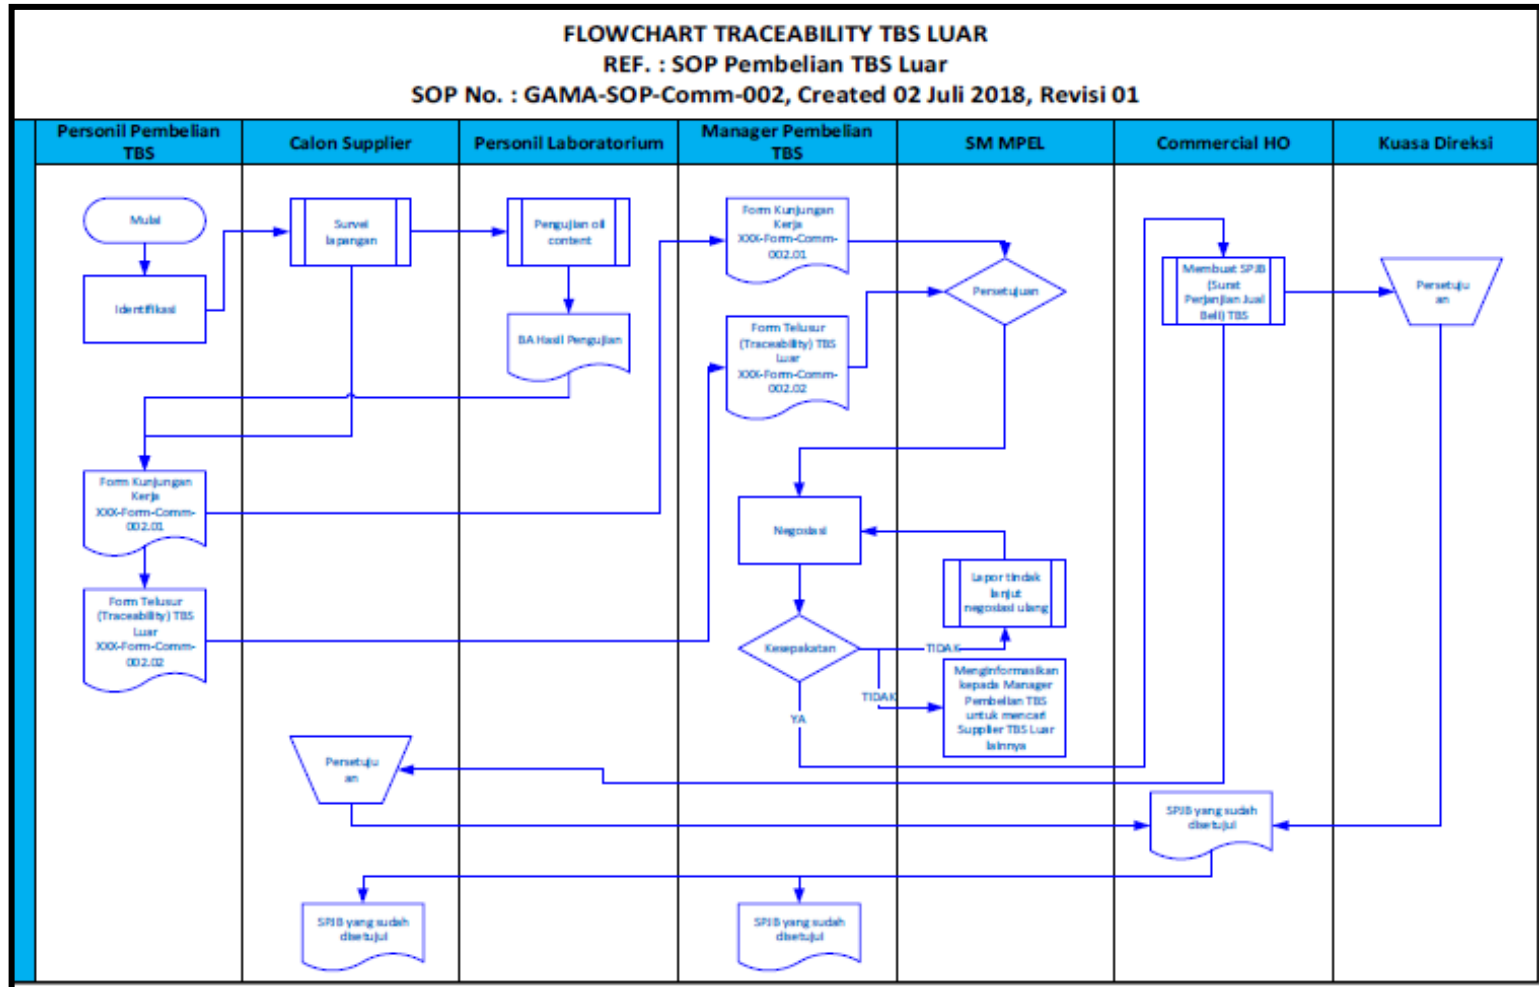 FLOWCHART TRACEABILITY TBS LUAR
REF. : SOP Pembelian TBS Luar
SOP No. : GAMA-SOP-Comm-002, Created 02 Juli 2018, Revisi 01
Personil Pembelian
TBS
Calon Supplier
Personil Laboratorium
Manager Pembelian
TBS
SM MPEL
Commercial HO
Kuasa Direksi
Mulai
Identifikasi
Survei
lapangan
Pengujian oil
content
BA Hasil Pengujian
Form Kunjungan
Kerja
XXX-Form-Comm-
002.01
Form Telusur
(Traceability) TBS
Luar
XXX-Form-Comm-
002.02
Persetujuan
Membuat SPJB
(Surat
Perjanjian Jual
Beli) TBS
Persetuju
an
Form Kunjungan
Kerja
XXX-Form-Comm-
002.01
Form Telusur
(Traceability) TBS
Luar
XXX-Form-Comm-
002.02
Negosiasi
Lapor tindak
lanjut
negosiasi ulang
Kesepakatan
TIDAK
TIDAK
YA
Menginformasikan
kepada Manager
Pembelian TBS
untuk mencari
Supplier TBS Luar
lainnya
Persetuju
an
SPJB yang sudah
disetujui
SPJB yang sudah
disetujui
SPJB yang sudah
disetujui